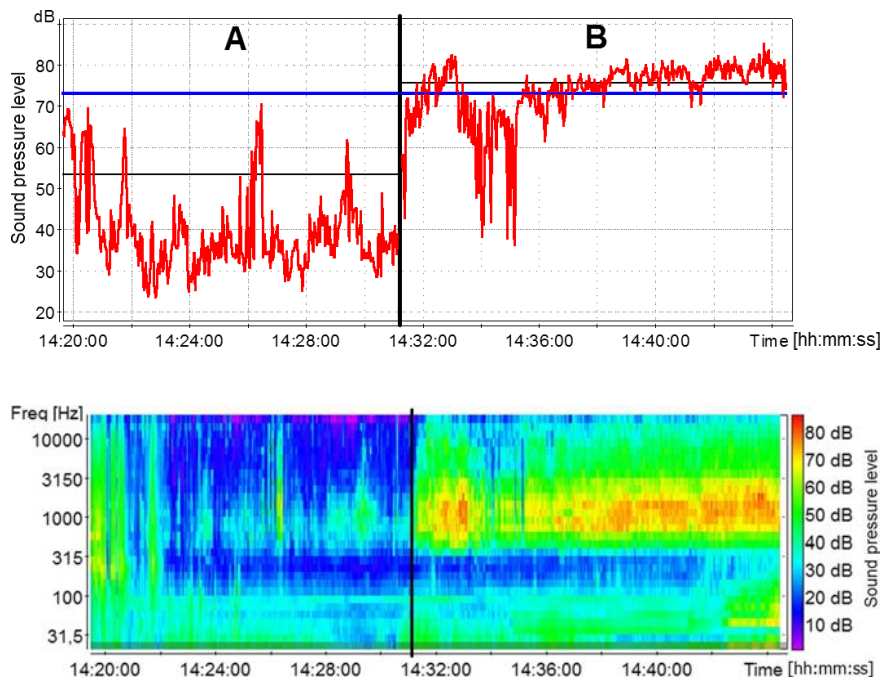 dB
A
B
80
70
60
50
40
30
20
Sound pressure level
14:20:00 14:24:00 14:28:00 14:32:00 14:36:00 14:40:00 Time [hh:mm:ss]
Freq [Hz]
10000
3150
1000
315
100
31,5
80 dB
70 dB
60 dB
50 dB
40 dB
30 dB
20 dB
10 dB
Sound pressure level
14:20:00 14:24:00 14:28:00 14:32:00 14:36:00 14:40:00 Time [hh:mm:ss]